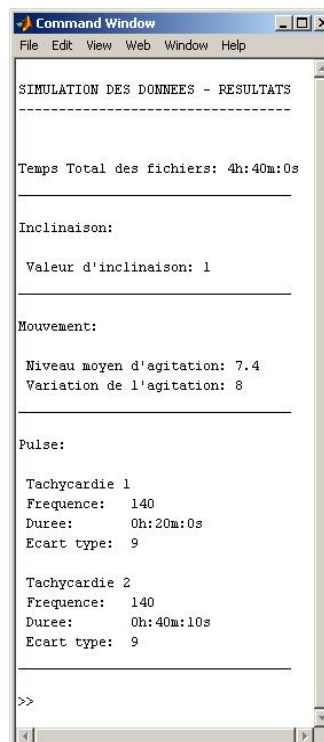 Command Window
File Edit View Web Window Help
SIMULATION DES DONNEES - RESULTATS
----------------------------------
Temps Total des fichiers: 4h:40m:0s
Inclinaison:
Valeur d'inclinaison: 1
Mouvement:
Niveau moyen d'agitation: 7.4
Variation de l'agitation: 8
Pulse:
Tachycardie 1
Frequence: 140
Duree: 0h:20m:0s
Ecart type: 9
Tachycardie 2
Frequence: 140
Duree: 0h:40m:10s
Ecart type: 9
>>